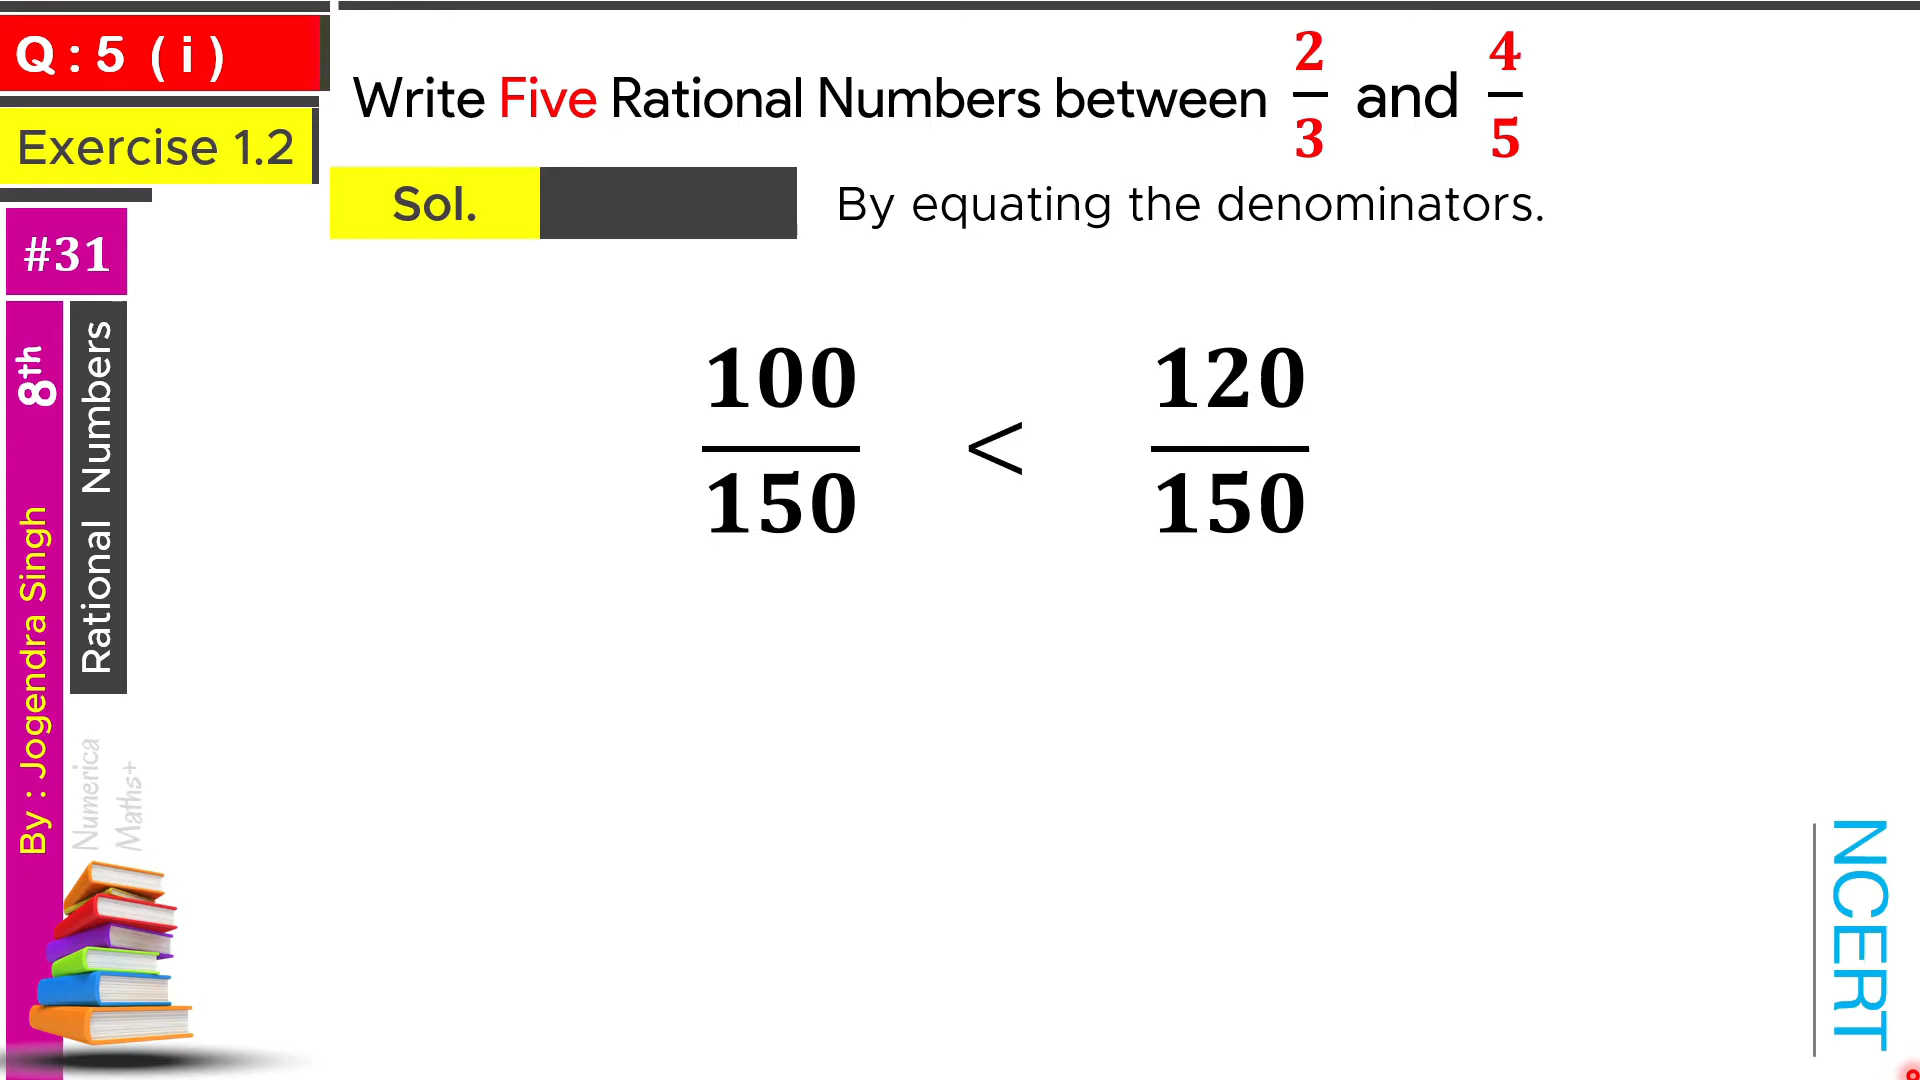 Q : 5 ( i )
Exercise 1.2
Write Five Rational Numbers between 2/3 and 4/5
Sol.
By equating the denominators.
#31
100/150 < 120/150
8th
By : Jogendra Singh
Rational Numbers
Numerica
Maths+
NCERT